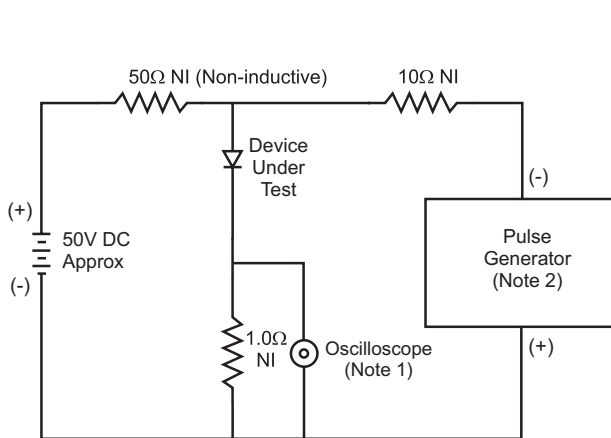 50Ω NI (Non-inductive)
10Ω NI
Device
Under
Test
(+)
50V DC
Approx
(-)
(-)
Pulse
Generator
(Note 2)
(+)
1.0Ω
NI
Oscilloscope
(Note 1)